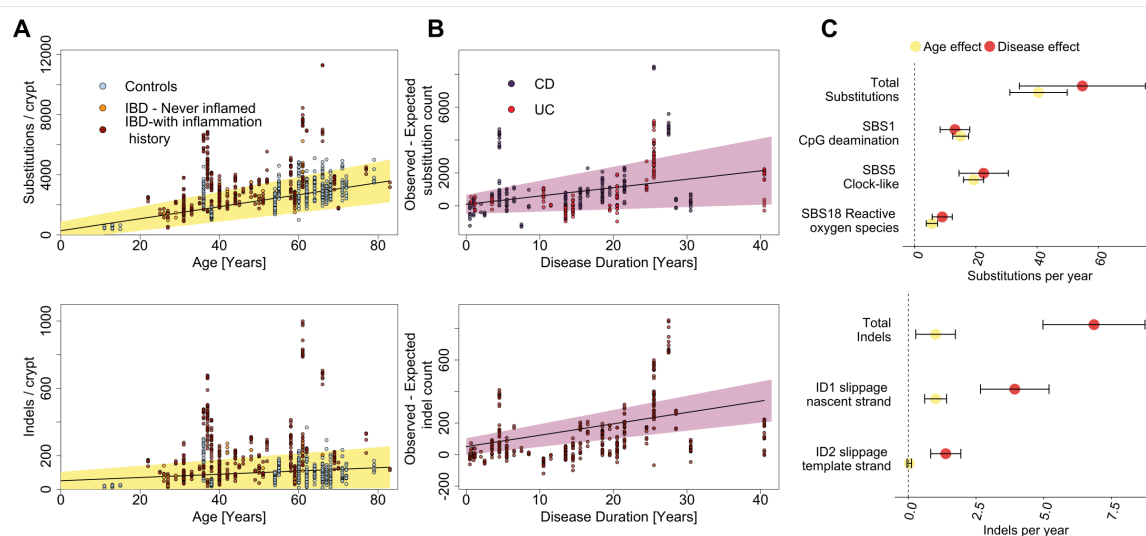 A
B
C
Substitutions / crypt
12000
8000
4000
0
Controls
IBD - Never inflamed
IBD-with inflammation
history
0
20
40
60
80
Age [Years]
Observed - Expected
substitution count
6000
2000
0
CD
UC
0
10
20
30
40
Disease Duration [Years]
Age effect
Disease effect
Total
Substitutions
SBS1
CpG deamination
SBS5
Clock-like
SBS18 Reactive
oxygen species
0
20
60
Substitutions per year
Indels / crypt
1000
600
200
0
0
20
40
60
80
Age [Years]
Observed - Expected
indel count
600
200
0
-200
0
10
20
30
40
Disease Duration [Years]
Total
Indels
ID1 slippage
nascent strand
ID2 slippage
template strand
0.0
2.5
5.0
7.5
Indels per year